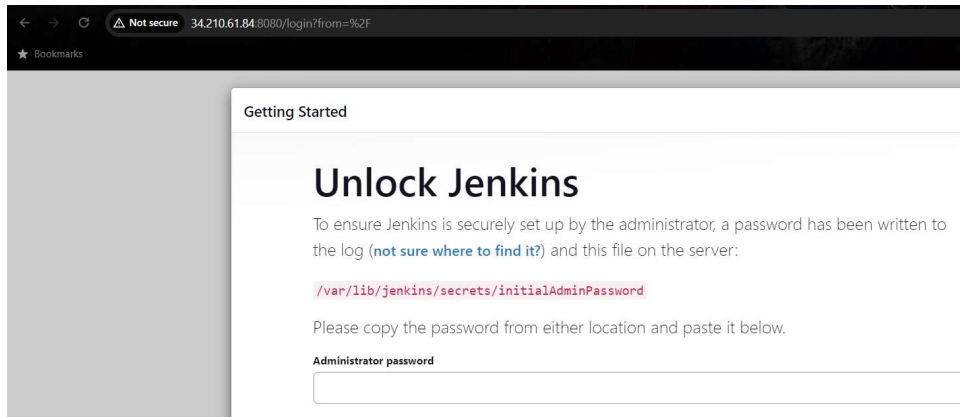 Not secure 34.210.61.84:8080/login?from=%2F
Bookmarks
Getting Started
Unlock Jenkins
To ensure Jenkins is securely set up by the administrator, a password has been written to
the log (not sure where to find it?) and this file on the server:
/var/lib/jenkins/secrets/initialAdminPassword
Please copy the password from either location and paste it below.
Administrator password